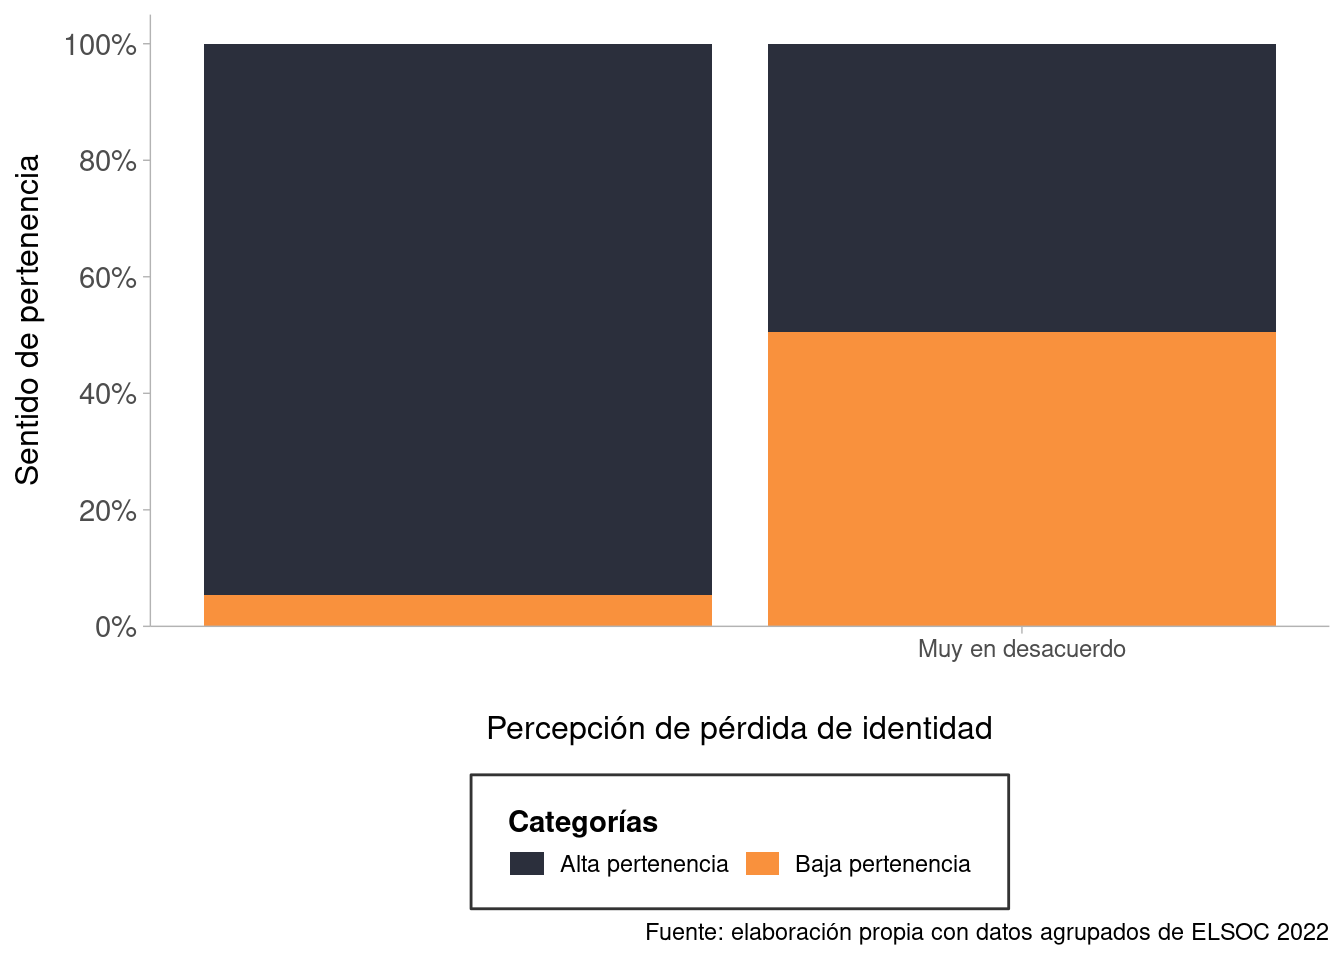 Sentido de pertenencia
100%
80%
60%
40%
20%
0%
Muy en desacuerdo
Percepción de pérdida de identidad
Categorías
Alta pertenencia
Baja pertenencia
Fuente: elaboración propia con datos agrupados de ELSOC 2022